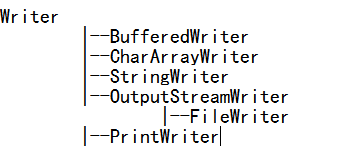 Writer
|--BufferedWriter
|--CharArrayWriter
|--StringWriter
|--OutputStreamWriter
|--FileWriter
|--PrintWriter